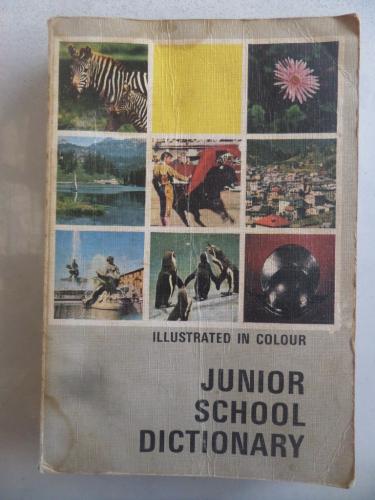 ILLUSTRATED IN COLOUR
JUNIOR
SCHOOL
DICTIONARY